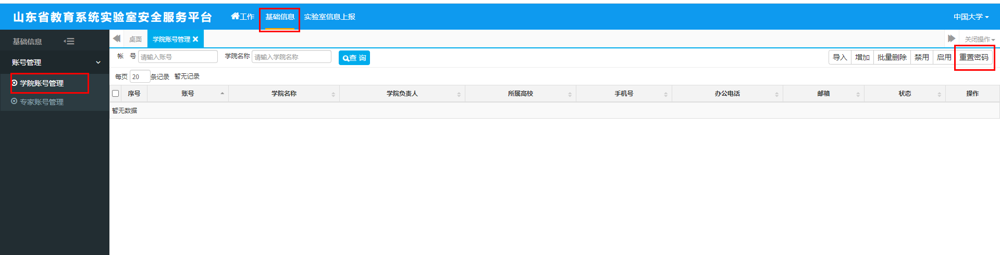 山东省教育系统实验室安全服务平台 工作 基础信息 实验室信息上报 中国大学
基础信息 桌面 学院账号管理 关闭操作
账号管理
学院账号管理
专家账号管理
帐 号 请输入账号 学院名称 请输入学院名称 查 询 导入 增加 批量删除 禁用 启用 重置密码
每页 20 条记录 暂无记录
序号 账号 学院名称 学院负责人 所属高校 手机号 办公电话 邮箱 状态 操作
暂无数据